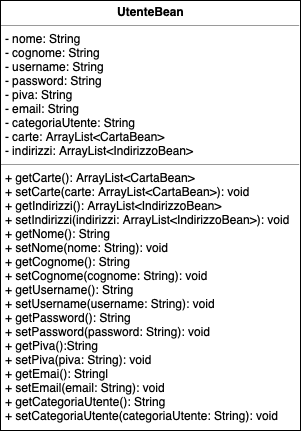 UtenteBean
- nome: String
- cognome: String
- username: String
- password: String
- piva: String
- email: String
- categoriaUtente: String
- carte: ArrayList<CartaBean>
- indirizzi: ArrayList<IndirizzoBean>
+ getCarte(): ArrayList<CartaBean>
+ setCarte(carte: ArrayList<CartaBean>): void
+ getIndirizzi(): ArrayList<IndirizzoBean>
+ setIndirizzi(indirizzi: ArrayList<IndirizzoBean>): void
+ getNome(): String
+ setNome(nome: String): void
+ getCognome(): String
+ setCognome(cognome: String): void
+ getUsername(): String
+ setUsername(username: String): void
+ getPassword(): String
+ setPassword(password: String): void
+ getPiva():String
+ setPiva(piva: String): void
+ getEmai(): Stringl
+ setEmail(email: String): void
+ getCategoriaUtente(): String
+ setCategoriaUtente(categoriaUtente: String): void